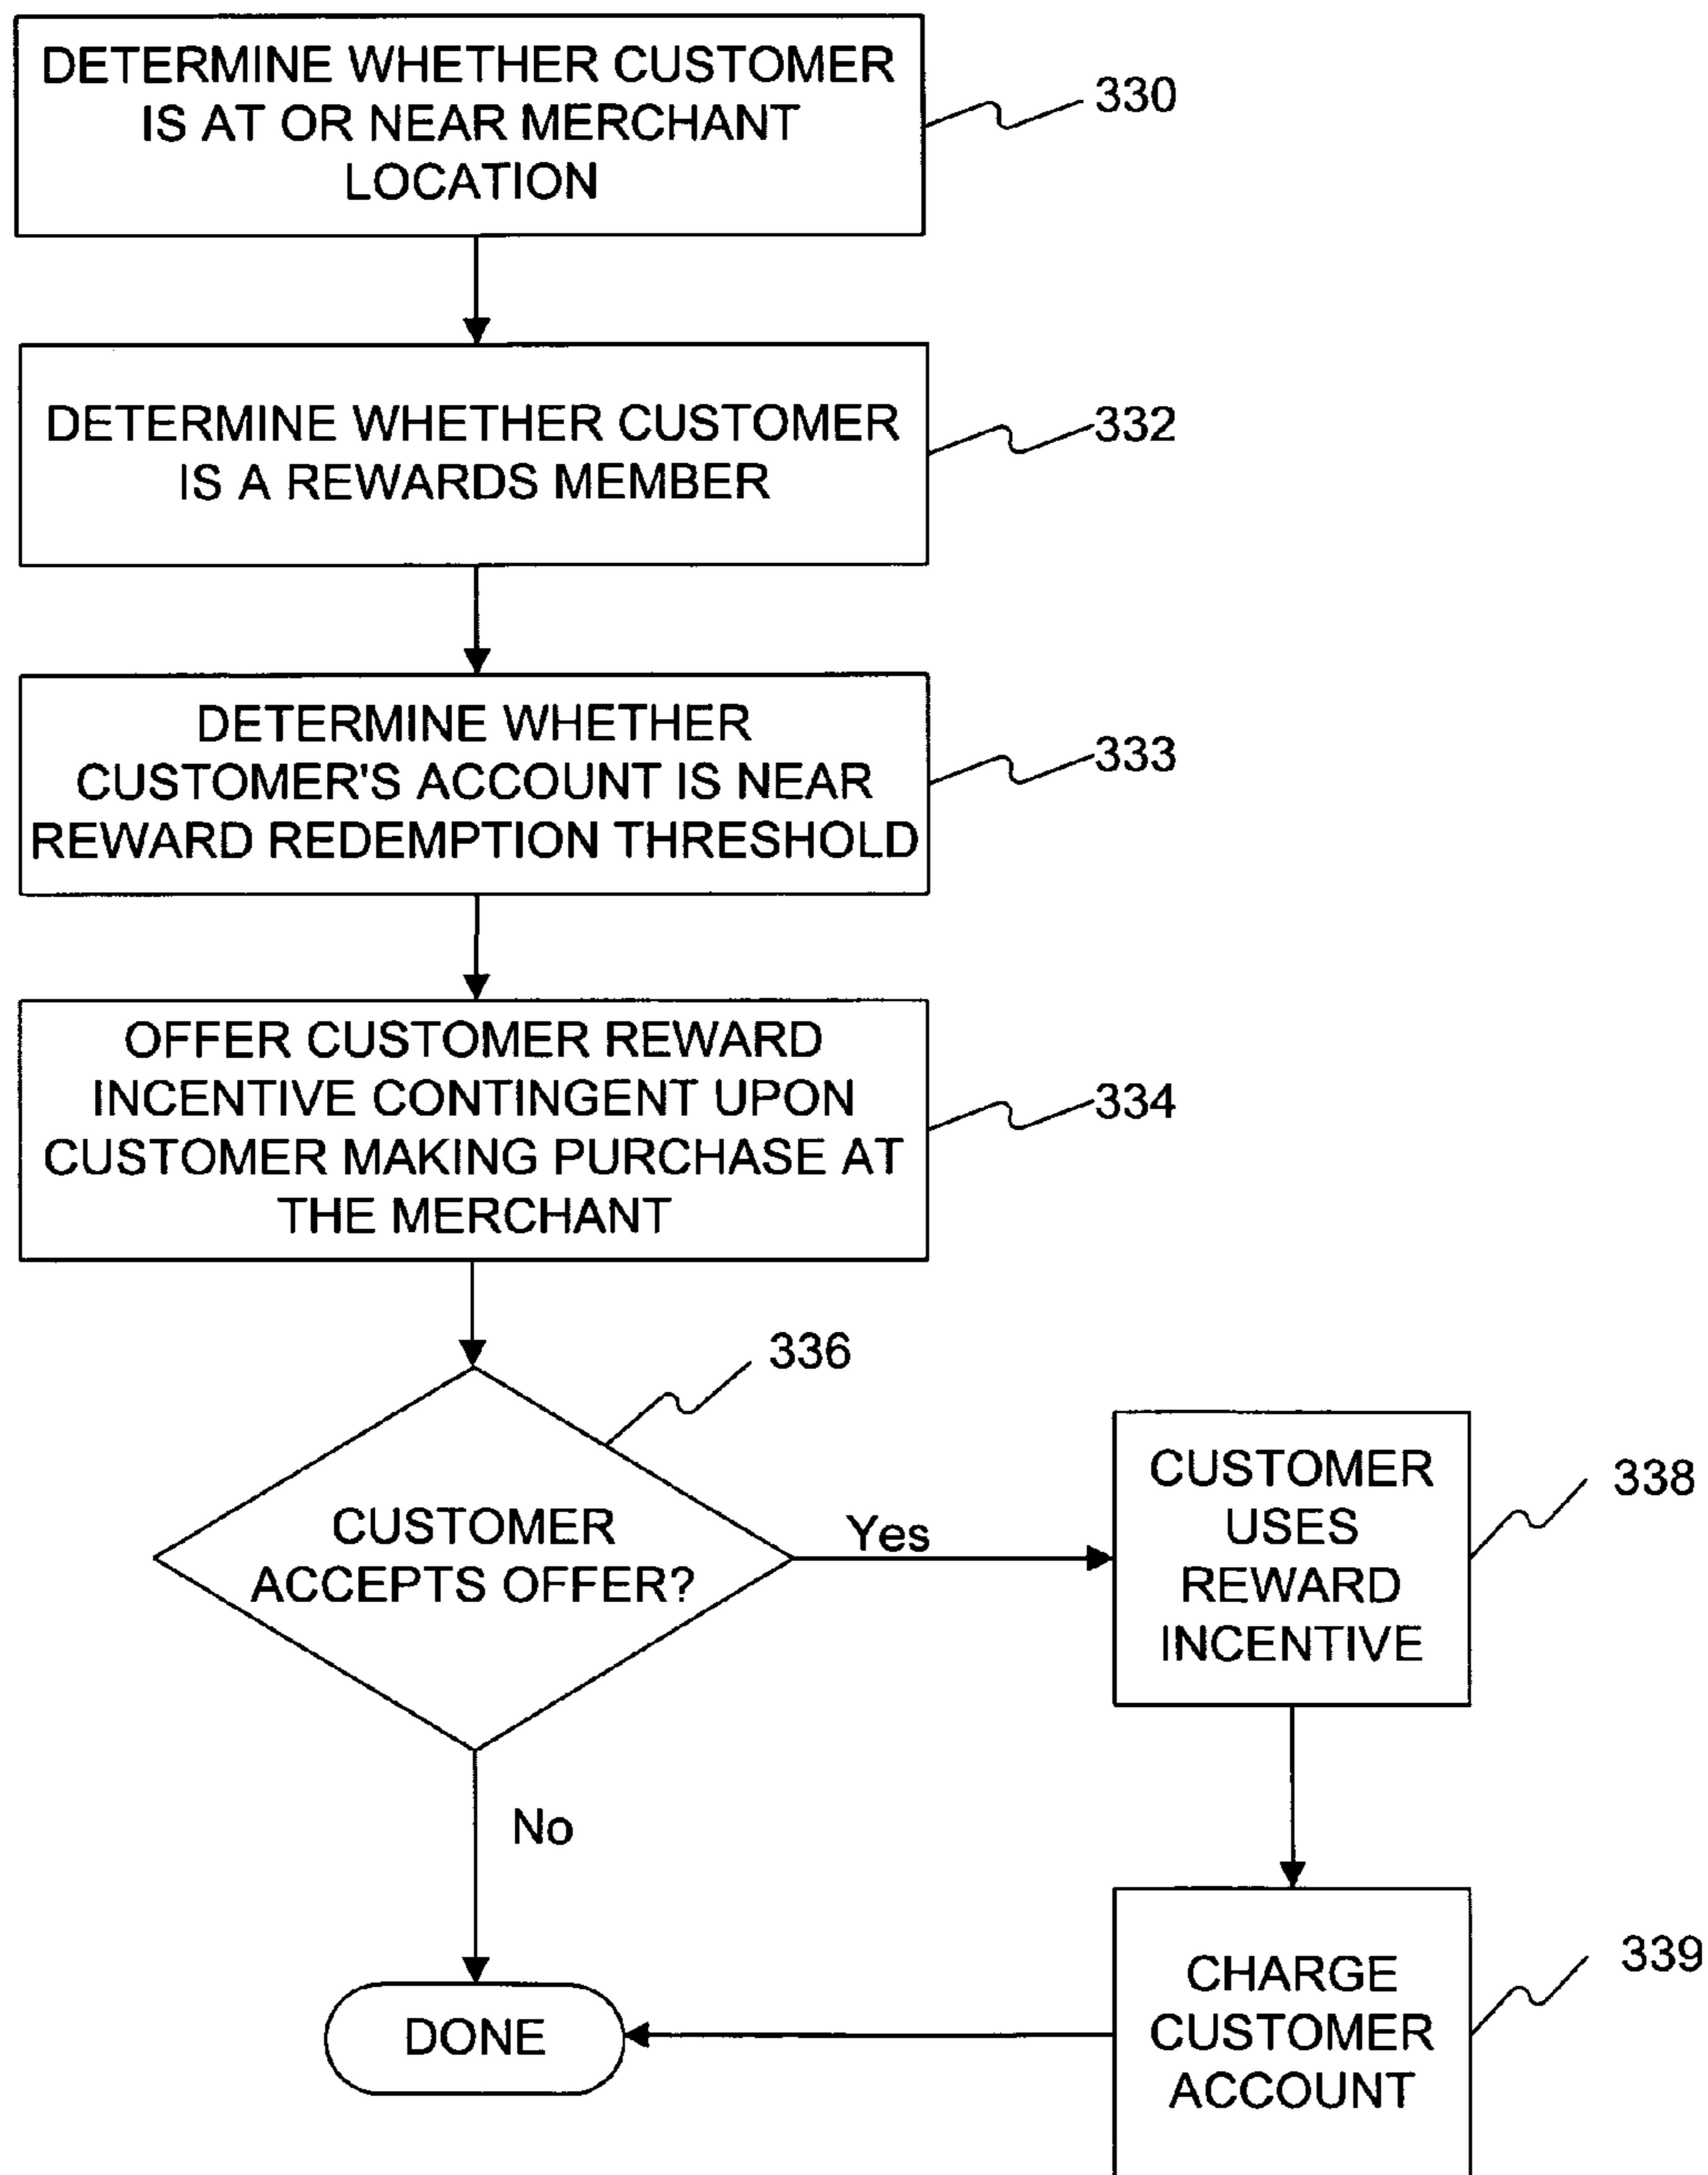 DETERMINE WHETHER CUSTOMER
IS AT OR NEAR MERCHANT
LOCATION
330
DETERMINE WHETHER CUSTOMER
IS A REWARDS MEMBER
332
DETERMINE WHETHER
CUSTOMER'S ACCOUNT IS NEAR
REWARD REDEMPTION THRESHOLD
333
OFFER CUSTOMER REWARD
INCENTIVE CONTINGENT UPON
CUSTOMER MAKING PURCHASE AT
THE MERCHANT
334
336
CUSTOMER
ACCEPTS OFFER?
Yes
CUSTOMER
USES
REWARD
INCENTIVE
338
No
CHARGE
CUSTOMER
ACCOUNT
339
DONE